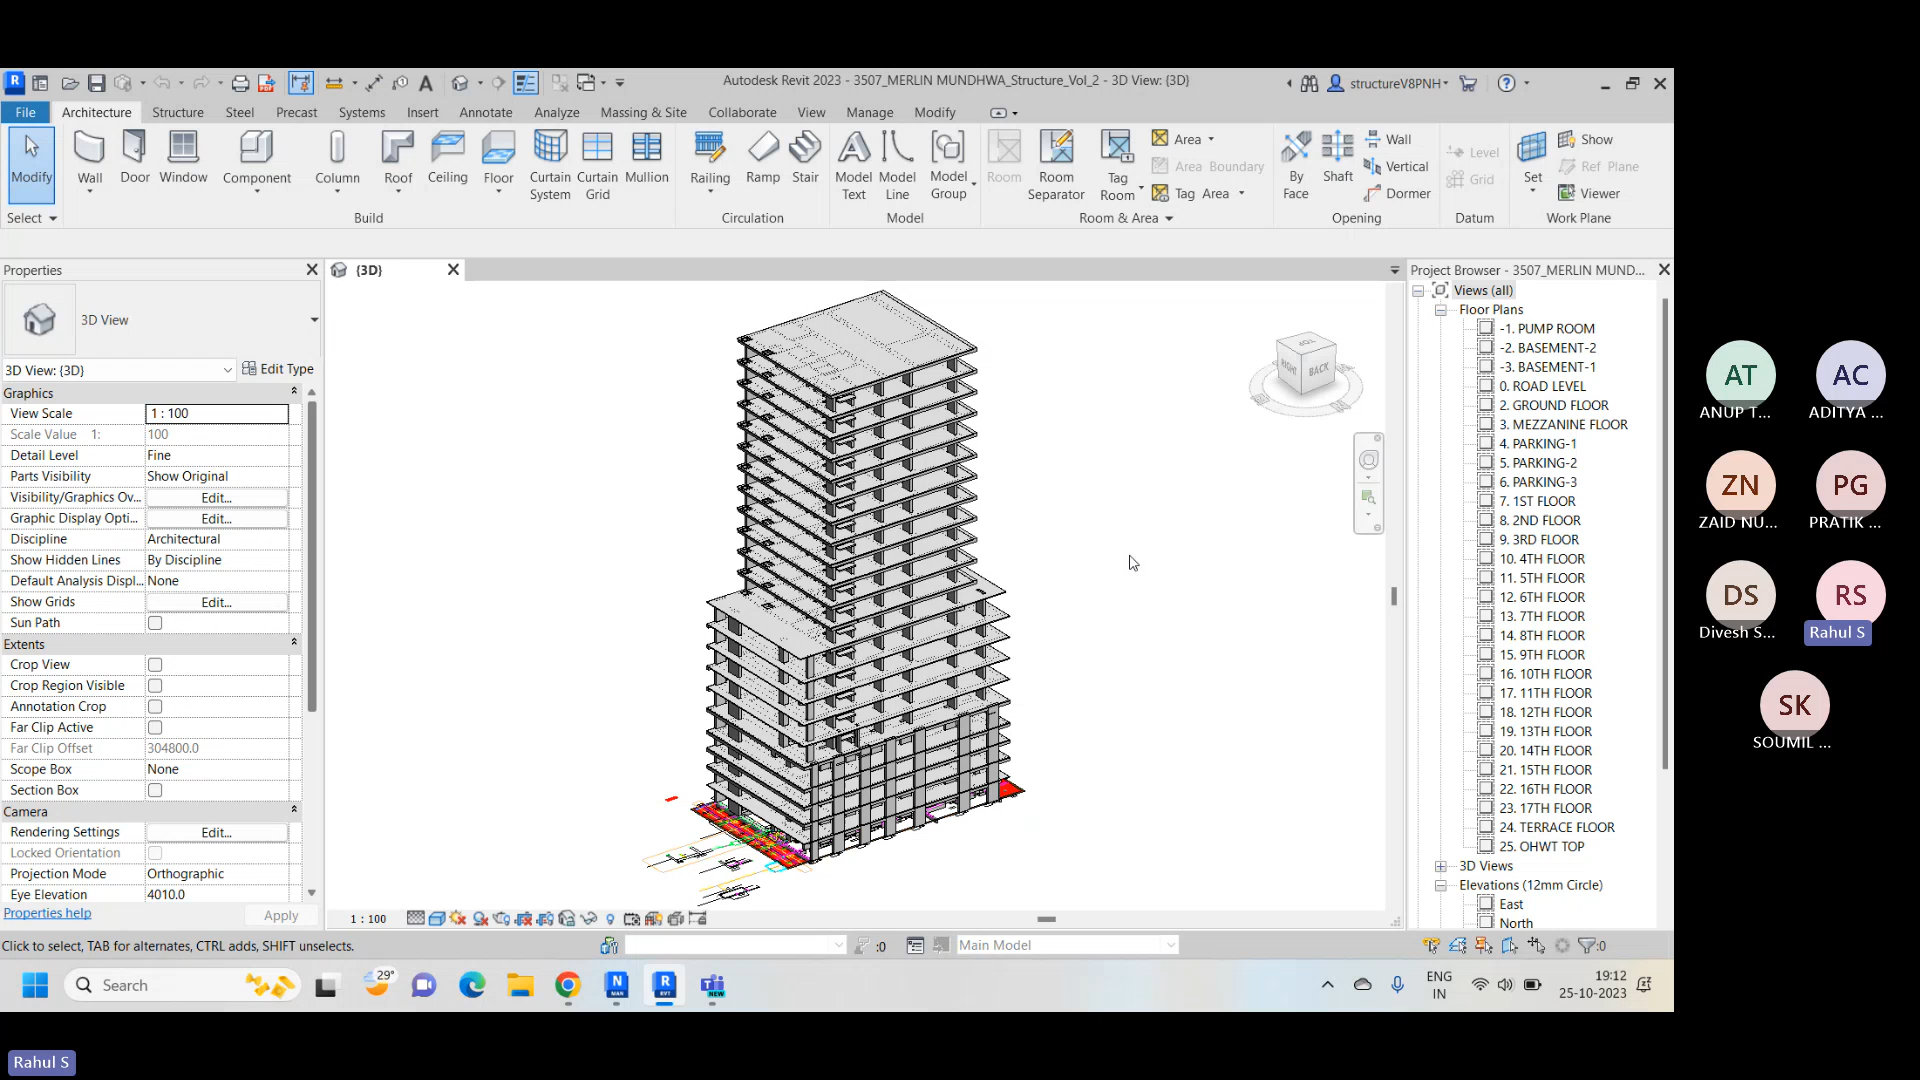 Autodesk Revit 2023 - 3507_MERLIN MUNDHWA_Structure_Vol_2 - 3D View: {3D}
structureV8PNH
File Architecture Structure Steel Precast Systems Insert Annotate Analyze Massing & Site Collaborate View Manage Modify
Modify
Wall
Door
Window
Component
Column
Roof
Ceiling
Floor
Curtain System
Curtain Grid
Mullion
Railing
Ramp
Stair
Model Text
Model Line
Model Group
Room
Room Separator
Tag Room
Area
Area Boundary
Tag Area
By Face
Shaft
Wall
Vertical
Dormer
Level
Grid
Set
Show
Ref Plane
Viewer
Select
Build
Circulation
Model
Room & Area
Opening
Datum
Work Plane
Properties
3D View
3D View: {3D}
Edit Type
Graphics
View Scale 1 : 100
Scale Value 1: 100
Detail Level Fine
Parts Visibility Show Original
Visibility/Graphics Ov... Edit...
Graphic Display Opti... Edit...
Discipline Architectural
Show Hidden Lines By Discipline
Default Analysis Displ... None
Show Grids Edit...
Sun Path
Extents
Crop View
Crop Region Visible
Annotation Crop
Far Clip Active
Far Clip Offset 304800.0
Scope Box None
Section Box
Camera
Rendering Settings Edit...
Locked Orientation
Projection Mode Orthographic
Eye Elevation 4010.0
Properties help
Apply
{3D}
TOP
RIGHT
BACK
1 : 100
Project Browser - 3507_MERLIN MUND...
Views (all)
Floor Plans
-1. PUMP ROOM
-2. BASEMENT-2
-3. BASEMENT-1
0. ROAD LEVEL
2. GROUND FLOOR
3. MEZZANINE FLOOR
4. PARKING-1
5. PARKING-2
6. PARKING-3
7. 1ST FLOOR
8. 2ND FLOOR
9. 3RD FLOOR
10. 4TH FLOOR
11. 5TH FLOOR
12. 6TH FLOOR
13. 7TH FLOOR
14. 8TH FLOOR
15. 9TH FLOOR
16. 10TH FLOOR
17. 11TH FLOOR
18. 12TH FLOOR
19. 13TH FLOOR
20. 14TH FLOOR
21. 15TH FLOOR
22. 16TH FLOOR
23. 17TH FLOOR
24. TERRACE FLOOR
25. OHWT TOP
3D Views
Elevations (12mm Circle)
East
North
Click to select, TAB for alternates, CTRL adds, SHIFT unselects.
:0
Main Model
:0
Search
29°
ENG
IN
19:12
25-10-2023
AT
ANUP T...
AC
ADITYA ...
ZN
ZAID NU...
PG
PRATIK ...
DS
Divesh S...
RS
Rahul S
SK
SOUMIL ...
Rahul S